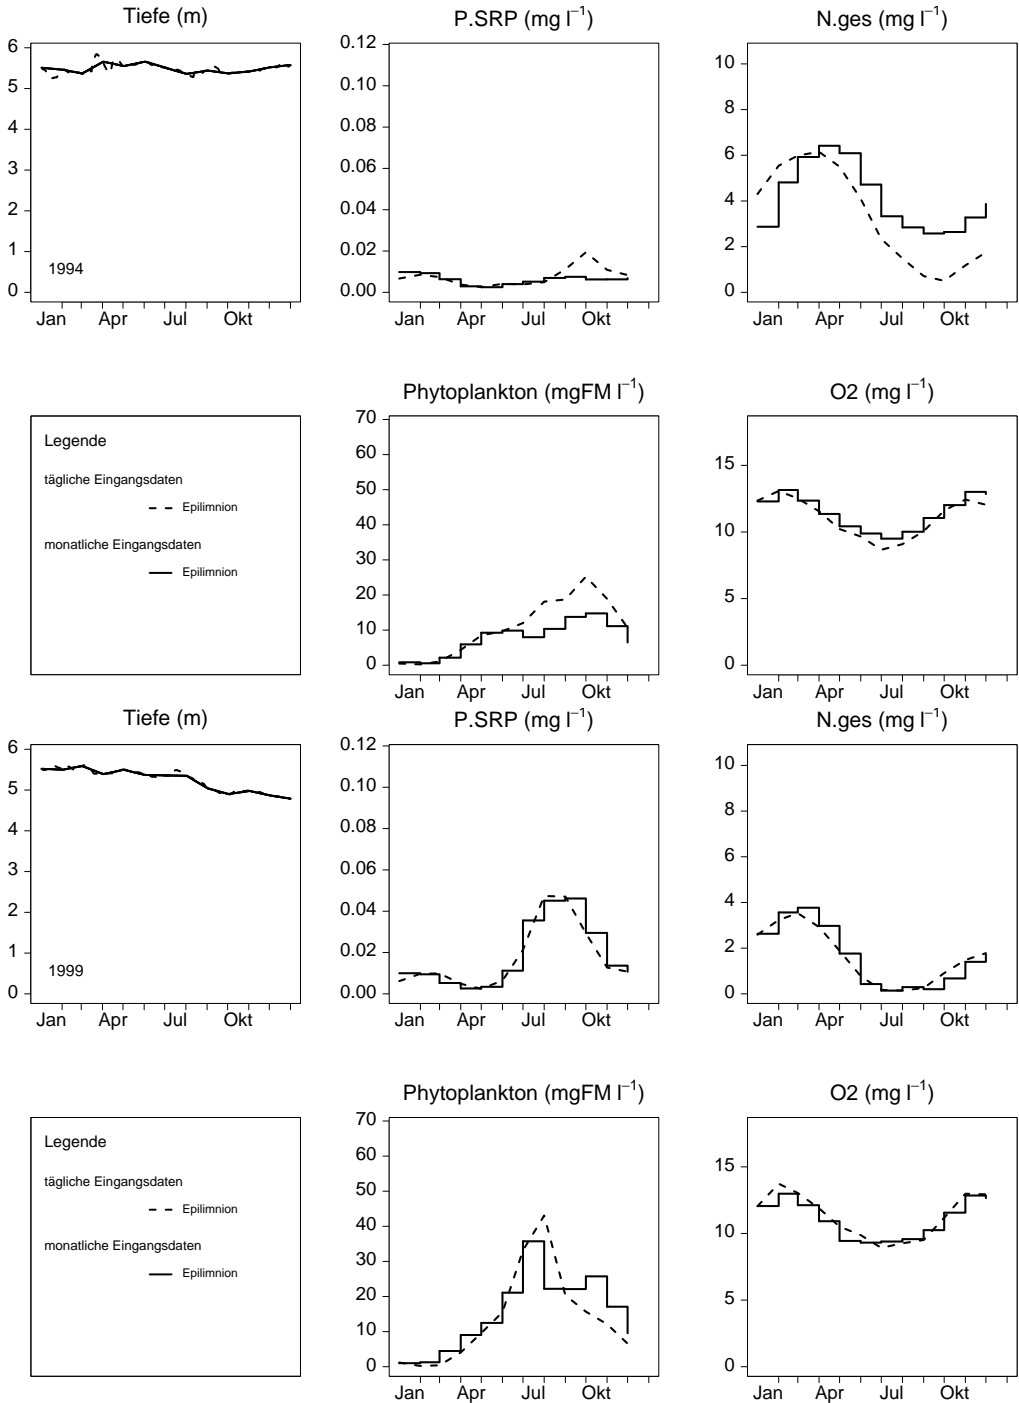 Tiefe (m)
6
5
4
3
2
1
0
1994
Jan Apr Jul Okt
P.SRP (mg l⁻¹)
0.12
0.10
0.08
0.06
0.04
0.02
0.00
Jan Apr Jul Okt
N.ges (mg l⁻¹)
10
8
6
4
2
0
Jan Apr Jul Okt
Legende
tägliche Eingangsdaten
Epilimnion
monatliche Eingangsdaten
Epilimnion
Phytoplankton (mgFM l⁻¹)
70
60
50
40
30
20
10
0
Jan Apr Jul Okt
O2 (mg l⁻¹)
15
10
5
0
Jan Apr Jul Okt
Tiefe (m)
6
5
4
3
2
1
0
1999
Jan Apr Jul Okt
P.SRP (mg l⁻¹)
0.12
0.10
0.08
0.06
0.04
0.02
0.00
Jan Apr Jul Okt
N.ges (mg l⁻¹)
10
8
6
4
2
0
Jan Apr Jul Okt
Legende
tägliche Eingangsdaten
Epilimnion
monatliche Eingangsdaten
Epilimnion
Phytoplankton (mgFM l⁻¹)
70
60
50
40
30
20
10
0
Jan Apr Jul Okt
O2 (mg l⁻¹)
15
10
5
0
Jan Apr Jul Okt